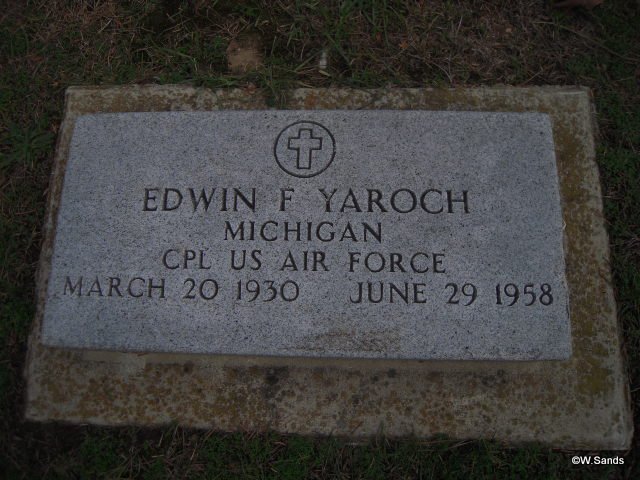 EDWIN F YAROCH
MICHIGAN
CPL US AIR FORCE
MARCH 20 1930 JUNE 29 1958
©W.Sands